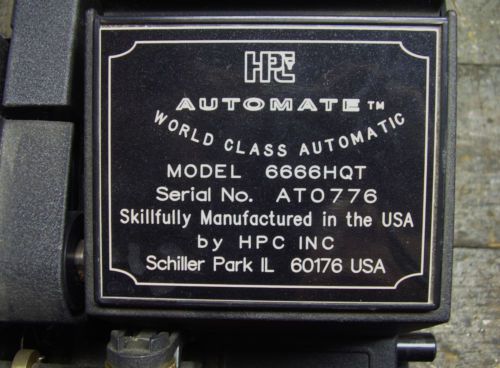 HPC
AUTOMATE™
WORLD CLASS AUTOMATIC
MODEL 6666HQT
Serial No. AT0776
Skillfully Manufactured in the USA
by HPC INC
Schiller Park IL 60176 USA